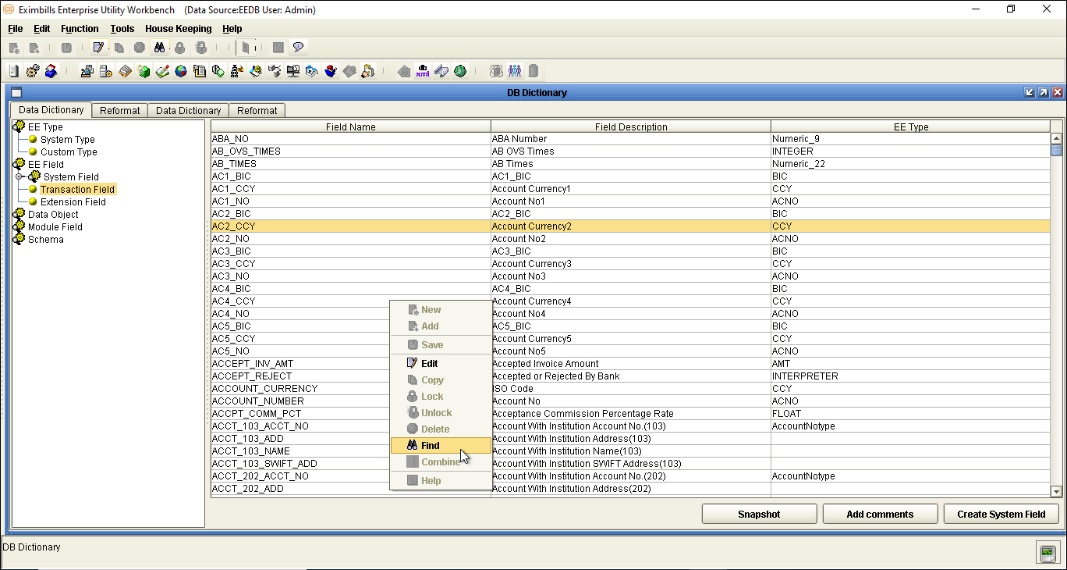 Eximbills Enterprise Utility Workbench (Data Source:EEDB User: Admin)
File Edit Function Tools House Keeping Help
DB Dictionary
Data Dictionary Reformat Data Dictionary Reformat
EE Type
System Type
Custom Type
EE Field
System Field
Transaction Field
Extension Field
Data Object
Module Field
Schema
Field Name Field Description EE Type
ABA_NO ABA Number Numeric_9
AB_OVS_TIMES AB OVS Times INTEGER
AB_TIMES AB Times Numeric_22
AC1_BIC AC1_BIC BIC
AC1_CCY Account Currency1 CCY
AC1_NO Account No1 ACNO
AC2_BIC AC2_BIC BIC
AC2_CCY Account Currency2 CCY
AC2_NO Account No2 ACNO
AC3_BIC AC3_BIC BIC
AC3_CCY Account Currency3 CCY
AC3_NO Account No3 ACNO
AC4_BIC AC4_BIC BIC
AC4_CCY Account Currency4 CCY
AC4_NO Account No4 ACNO
AC5_BIC AC5_BIC BIC
AC5_CCY Account Currency5 CCY
AC5_NO Account No5 ACNO
ACCEPT_INV_AMT Accepted Invoice Amount AMT
ACCEPT_REJECT Accepted or Rejected By Bank INTERPRETER
ACCOUNT_CURRENCY ISO Code CCY
ACCOUNT_NUMBER Account No ACNO
ACCPT_COMM_PCT Acceptance Commission Percentage Rate FLOAT
ACCT_103_ACCT_NO Account With Institution Account No.(103) AccountNotype
ACCT_103_ADD Account With Institution Address(103)
ACCT_103_NAME Account With Institution Name(103)
ACCT_103_SWIFT_ADD Account With Institution SWIFT Address(103)
ACCT_202_ACCT_NO Account With Institution Account No.(202) AccountNotype
ACCT_202_ADD Account With Institution Address(202)
New
Add
Save
Edit
Copy
Lock
Unlock
Delete
Find
Combine
Help
Snapshot Add comments Create System Field
DB Dictionary